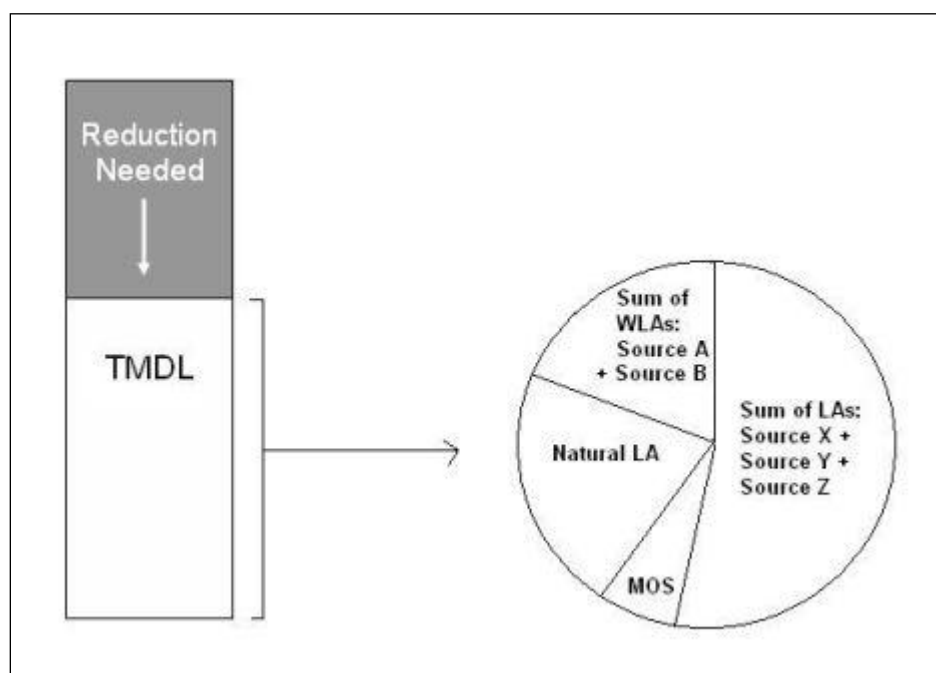 Reduction
Needed
TMDL
Sum of
WLAs:
Source A
+ Source B
Natural LA
MOS
Sum of LAs:
Source X +
Source Y +
Source Z